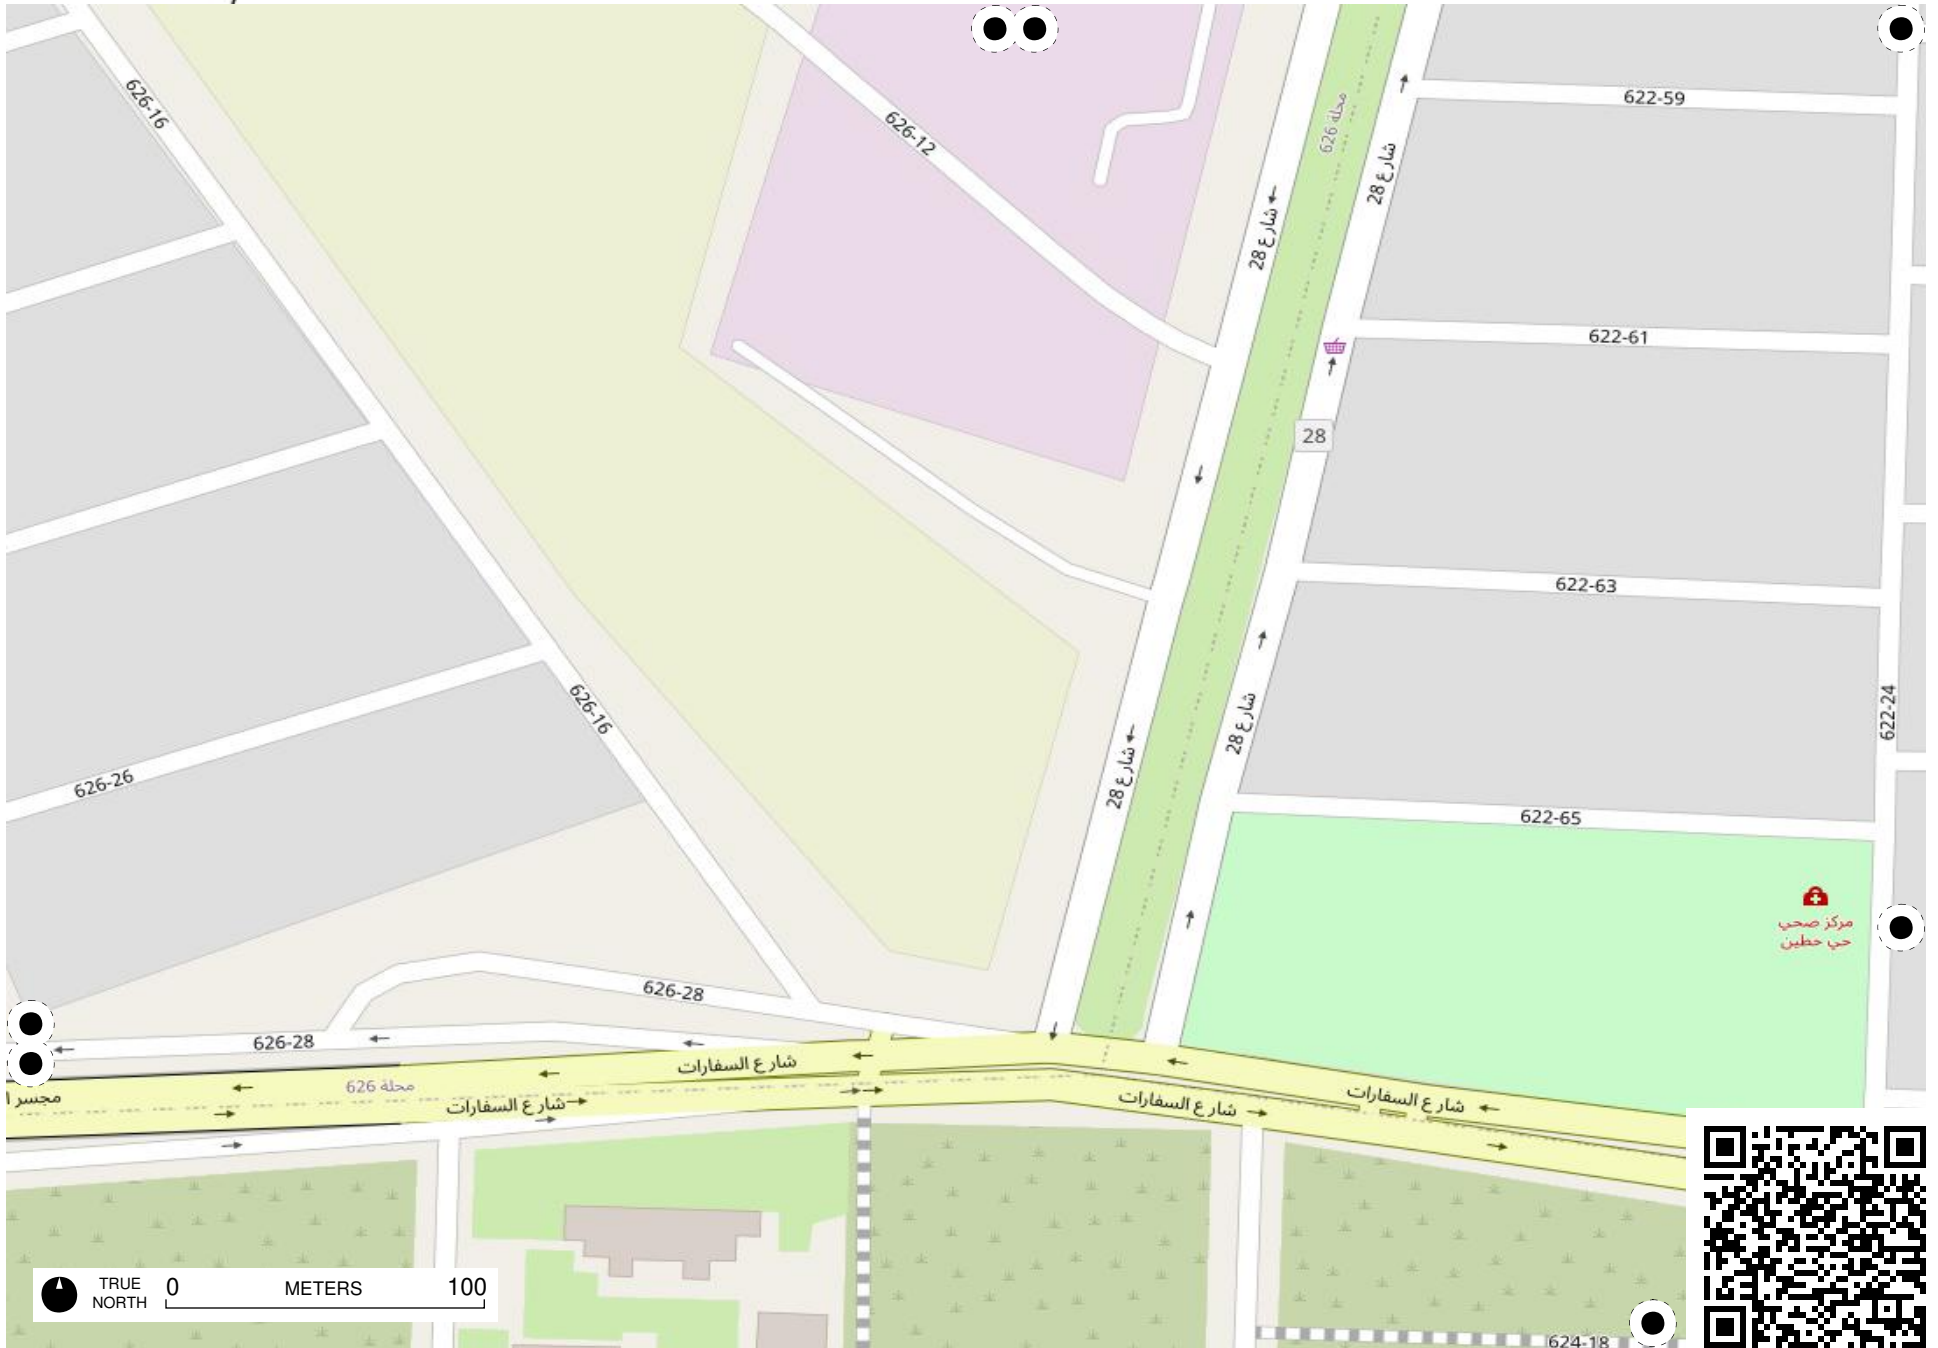 626-16
626-12
622-59
محلة 626
شارع 28
شارع 28
622-61
28
622-63
626-16
شارع 28
622-24
شارع 28
626-26
622-65
مركز صحي
حي حطين
626-28
626-28
شارع السفارات
محلة 626
شارع السفارات
شارع السفارات
شارع السفارات
مجسر ا
TRUE
NORTH
0 METERS 100
624-18